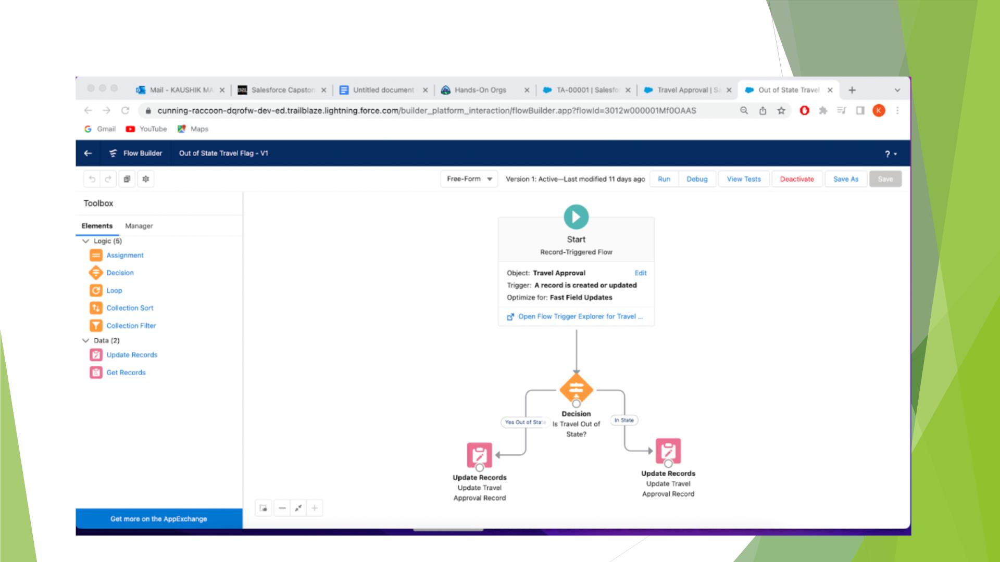 Mail - KAUSHIK MA
Salesforce Capston
Untitled document
Hands-On Orgs
TA-00001 | Salesfo
Travel Approval | Sa
Out of State Travel
cunning-raccoon-dqrofw-dev-ed.trailblaze.lightning.force.com/builder_platform_interaction/flowBuilder.app?flowId=3012w000001Mf0OAAS
K
Gmail
YouTube
Maps
Flow Builder
Out of State Travel Flag - V1
?
Free-Form
Version 1: Active—Last modified 11 days ago
Run
Debug
View Tests
Deactivate
Save As
Save
Toolbox
Elements
Manager
Logic (5)
Assignment
Decision
Loop
Collection Sort
Collection Filter
Data (2)
Update Records
Get Records
Get more on the AppExchange
Start
Record-Triggered Flow
Object: Travel Approval
Edit
Trigger: A record is created or updated
Optimize for: Fast Field Updates
Open Flow Trigger Explorer for Travel ...
Decision
Is Travel Out of
State?
Yes Out of State
In State
Update Records
Update Travel
Approval Record
Update Records
Update Travel
Approval Record